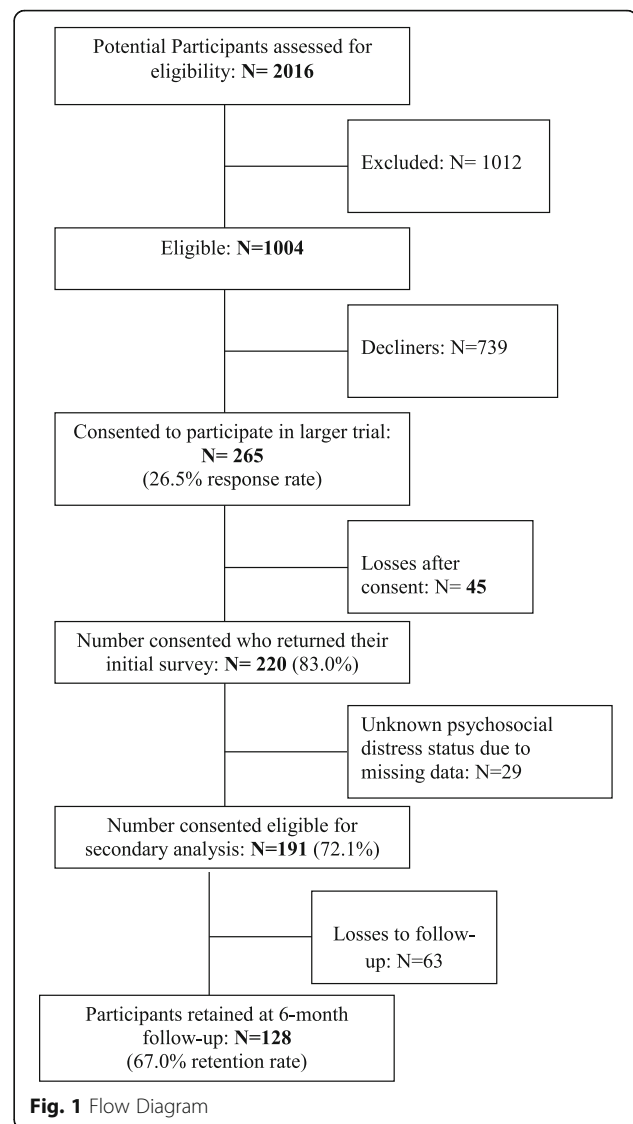 Potential Participants assessed for
eligibility: N= 2016
Excluded: N= 1012
Eligible: N=1004
Decliners: N=739
Consented to participate in larger trial:
N= 265
(26.5% response rate)
Losses after
consent: N= 45
Number consented who returned their
initial survey: N= 220 (83.0%)
Unknown psychosocial
distress status due to
missing data: N=29
Number consented eligible for
secondary analysis: N=191 (72.1%)
Losses to follow-
up: N=63
Participants retained at 6-month
follow-up: N=128
(67.0% retention rate)
Fig. 1 Flow Diagram